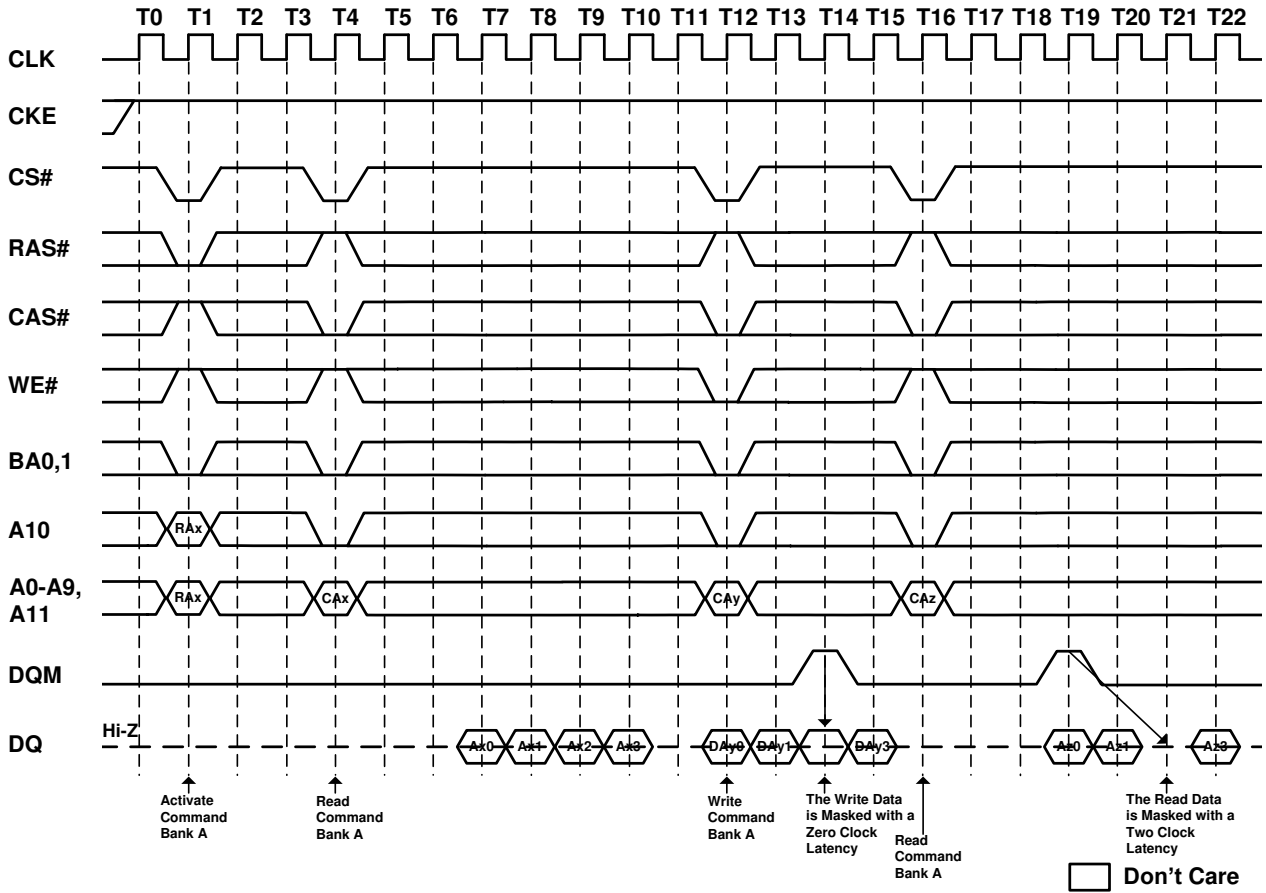 T0 T1 T2 T3 T4 T5 T6 T7 T8 T9 T10 T11 T12 T13 T14 T15 T16 T17 T18 T19 T20 T21 T22
CLK
CKE
CS#
RAS#
CAS#
WE#
BA0,1
A10 RAx
A0-A9,
A11
RAx CAx CAy CAz
DQM
Hi-Z
DQ Ax0 Ax1 Ax2 Ax3 DAy0 DAy1 DAy3 Az0 Az1 Az3
Activate
Command
Bank A
Read
Command
Bank A
Write
Command
Bank A
The Write Data
is Masked with a
Zero Clock
Latency
Read
Command
Bank A
The Read Data
is Masked with a
Two Clock
Latency
Don't Care